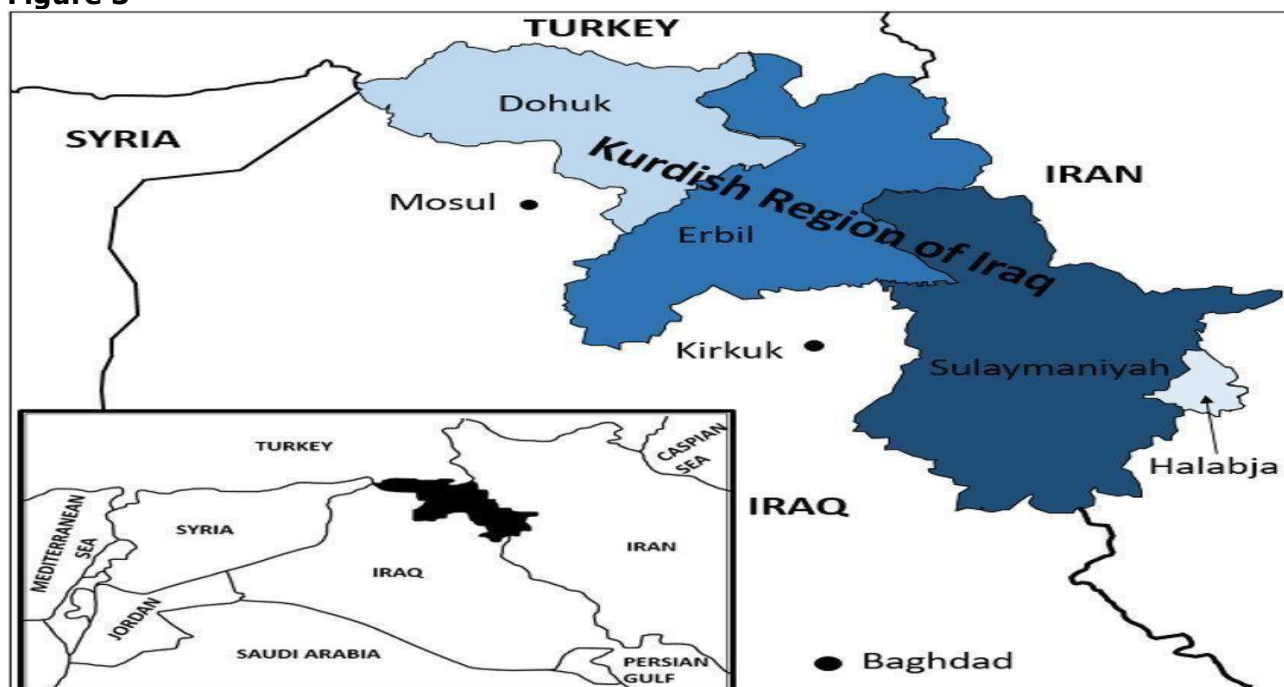 Figure 3
TURKEY
Dohuk
SYRIA
Kurdish Region of Iraq
IRAN
Mosul
Erbil
Kirkuk
Sulaymaniyah
Halabja
IRAQ
Baghdad
TURKEY
CASPIAN
SEA
MEDITERRANEAN
SEA
SYRIA
IRAN
IRAQ
JORDAN
SAUDI ARABIA
PERSIAN
GULF